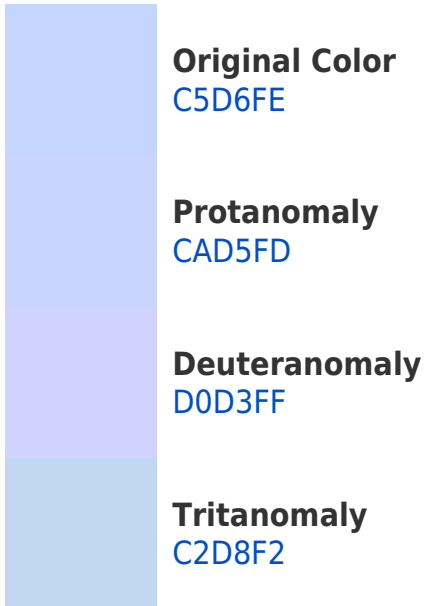 Original Color
C5D6FE
Protanomaly
CAD5FD
Deuteranomaly
D0D3FF
Tritanomaly
C2D8F2